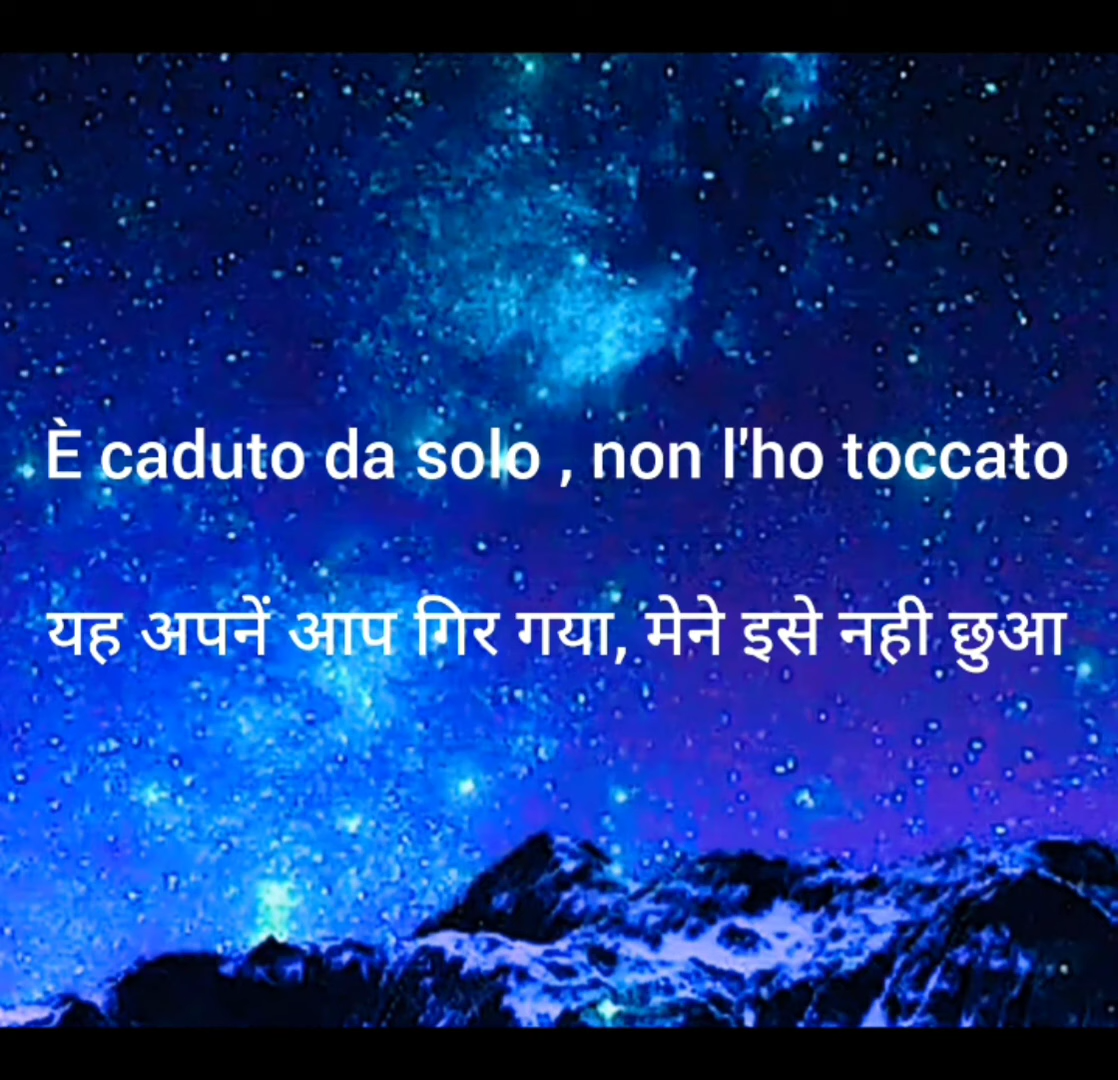 È caduto da solo , non l'ho toccato
यह अपनें आप गिर गया, मेने इसे नही छुआ